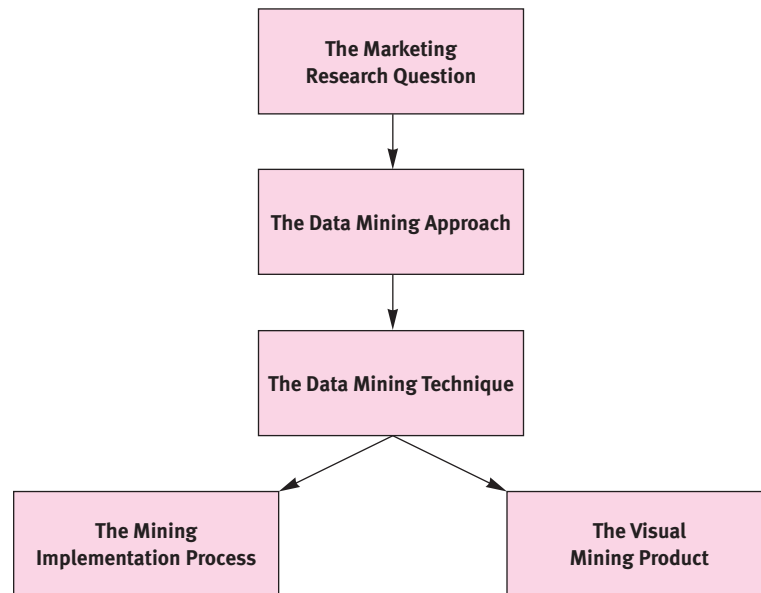 The Marketing
Research Question
The Data Mining Approach
The Data Mining Technique
The Mining
Implementation Process
The Visual
Mining Product